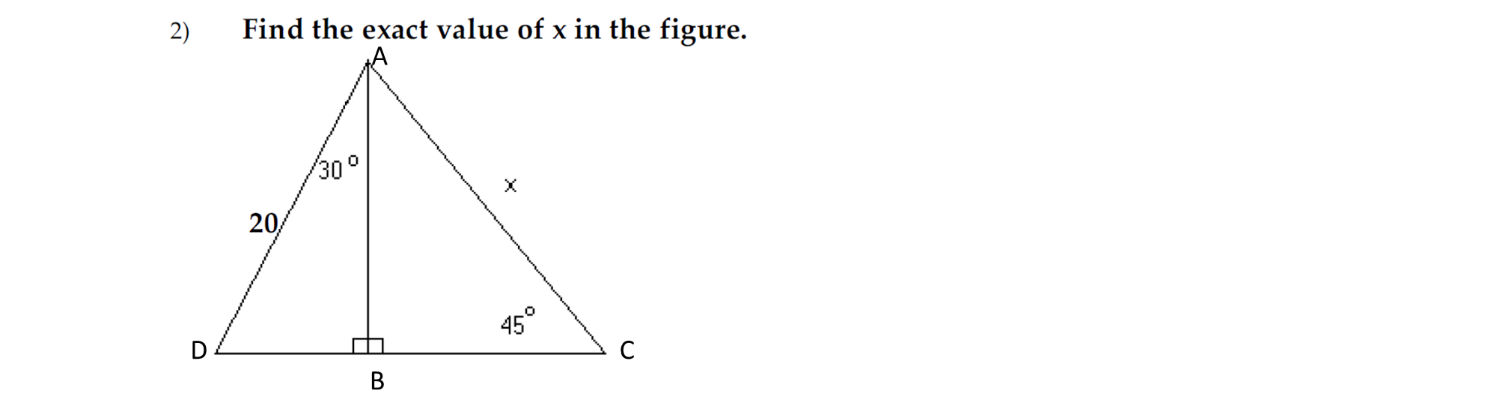 2) Find the exact value of x in the figure.
A
30°
x
20
45°
D
C
B